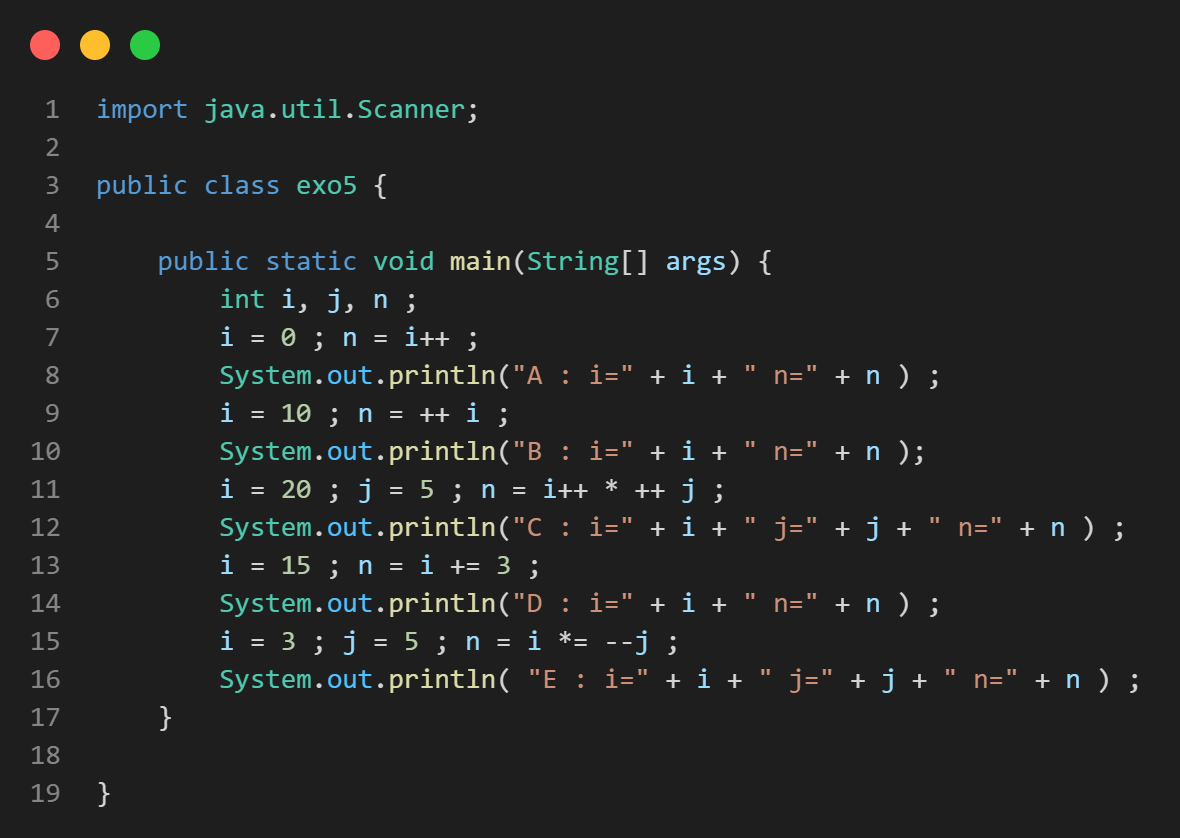 1 import java.util.Scanner;
2
3 public class exo5 {
4
5     public static void main(String[] args) {
6         int i, j, n ;
7         i = 0 ; n = i++ ;
8         System.out.println("A : i=" + i + " n=" + n ) ;
9         i = 10 ; n = ++ i ;
10         System.out.println("B : i=" + i + " n=" + n );
11         i = 20 ; j = 5 ; n = i++ * ++ j ;
12         System.out.println("C : i=" + i + " j=" + j + " n=" + n ) ;
13         i = 15 ; n = i += 3 ;
14         System.out.println("D : i=" + i + " n=" + n ) ;
15         i = 3 ; j = 5 ; n = i *= --j ;
16         System.out.println( "E : i=" + i + " j=" + j + " n=" + n ) ;
17     }
18
19 }